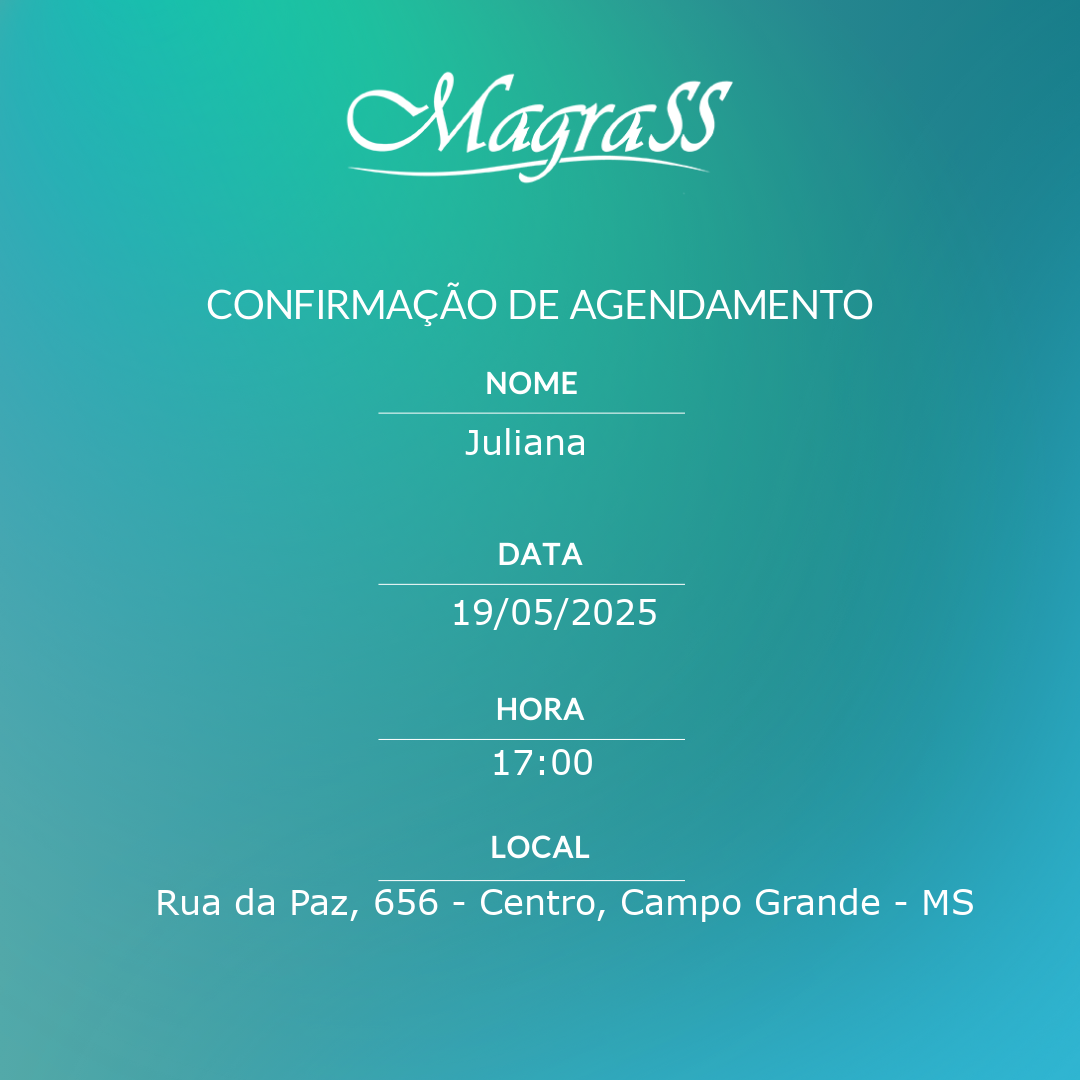 MagraSS
CONFIRMAÇÃO DE AGENDAMENTO
NOME
Juliana
DATA
19/05/2025
HORA
17:00
LOCAL
Rua da Paz, 656 - Centro, Campo Grande - MS